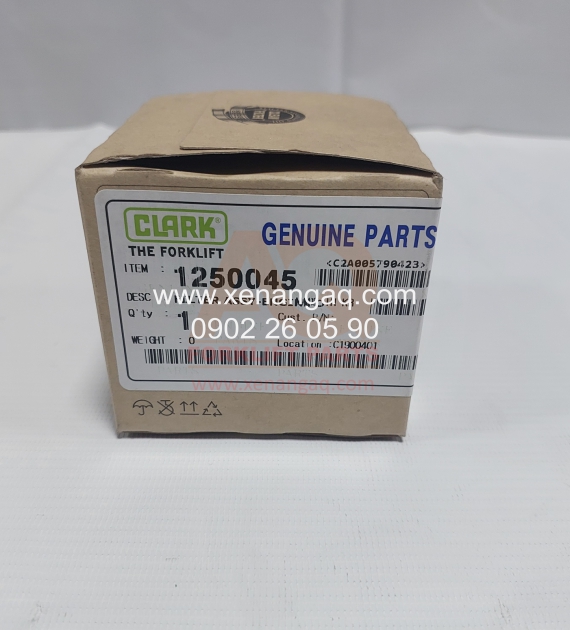 CLARK®
THE FORKLIFT
GENUINE PARTS
<C2A005790423>
ITEM : 1250045
DESC
www.xenangaq.com
Q'ty : 1
Cust. P/N:
0902 26 05 90
WEIGHT : 0
Location :C1900401
www.xenangaq.com